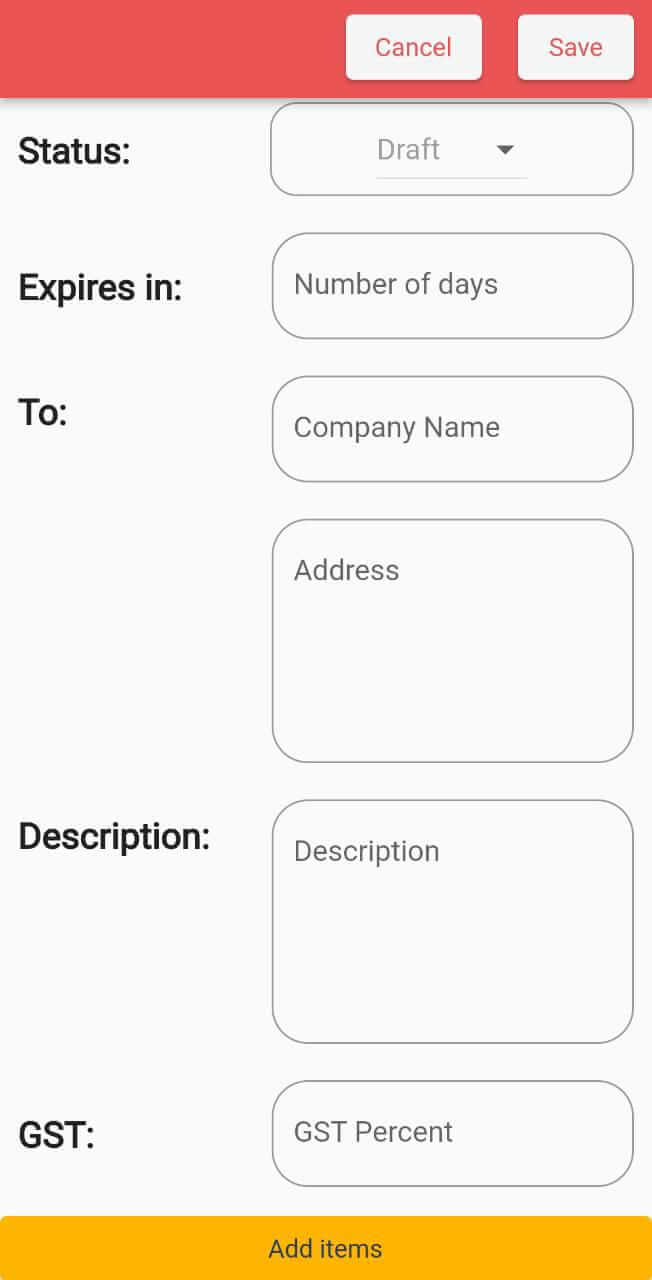 Cancel Save
Status: Draft
Expires in: Number of days
To: Company Name
Address
Description: Description
GST: GST Percent
Add items